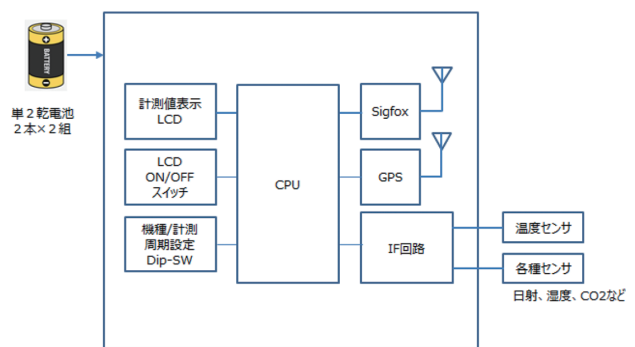 BATTERY
単2乾電池
2本×2組
計測値表示
LCD
LCD
ON/OFF
スイッチ
機種/計測
周期設定
Dip-SW
CPU
Sigfox
GPS
IF回路
温度センサ
各種センサ
日射、湿度、CO2など